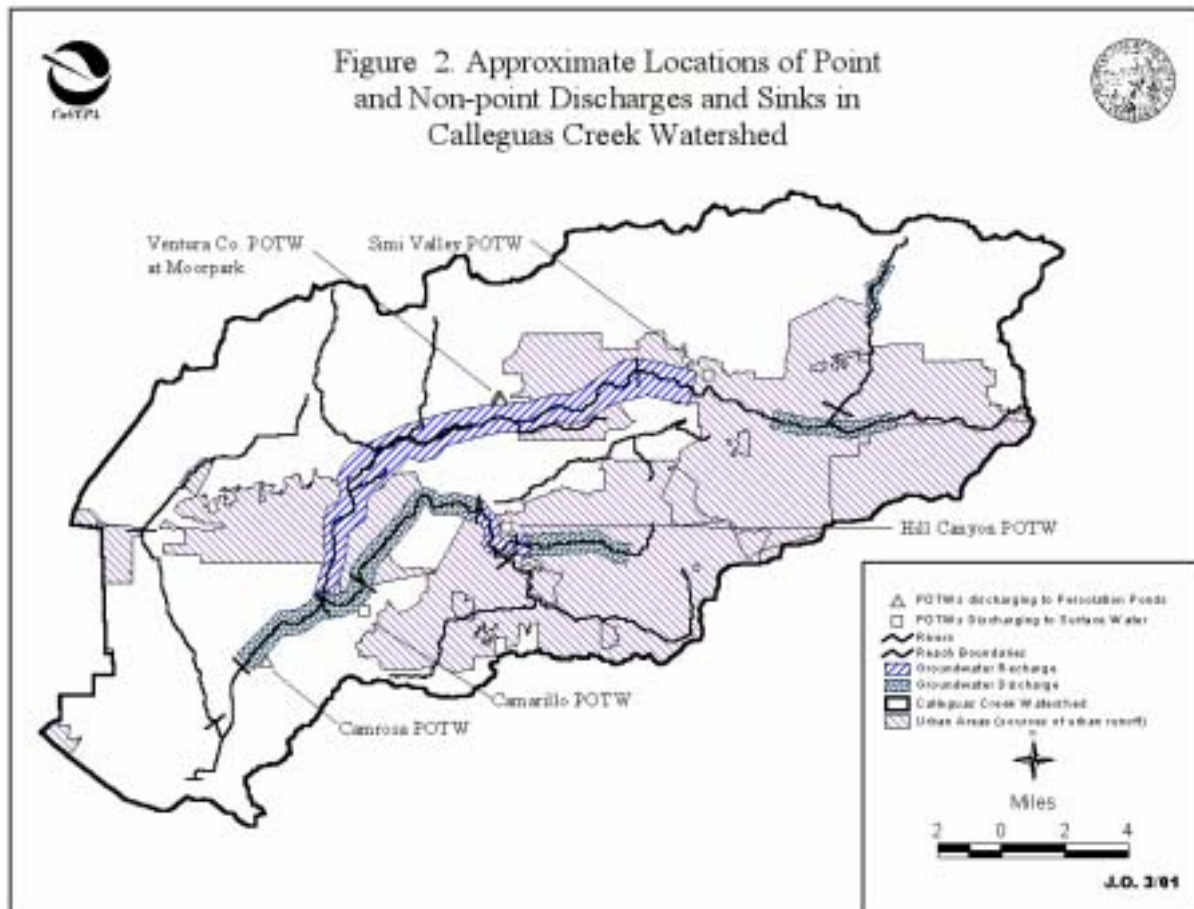 Figure 2. Approximate Locations of Point
and Non-point Discharges and Sinks in
Calleguas Creek Watershed
Cal/EPA
Ventura Co. POTW
at Moorpark
Simi Valley POTW
Hill Canyon POTW
Camarillo POTW
Camrosa POTW
POTWs discharging to Percolation Ponds
POTWs Discharging to Surface Water
Rivers
Reach Boundaries
Groundwater Recharge
Groundwater Discharge
Calleguas Creek Watershed
Urban Areas (sources of urban runoff)
Miles
2 0 2 4
J.O. 3/01